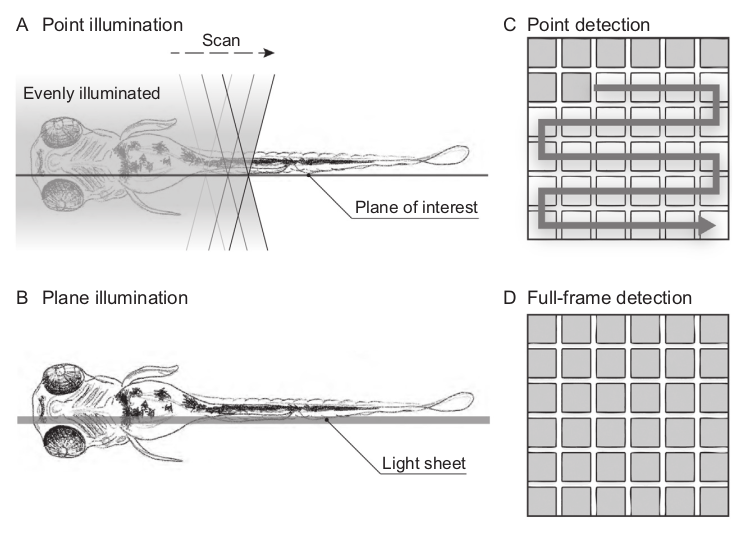 A Point illumination
Scan
Evenly illuminated
Plane of interest
B Plane illumination
Light sheet
C Point detection
D Full-frame detection